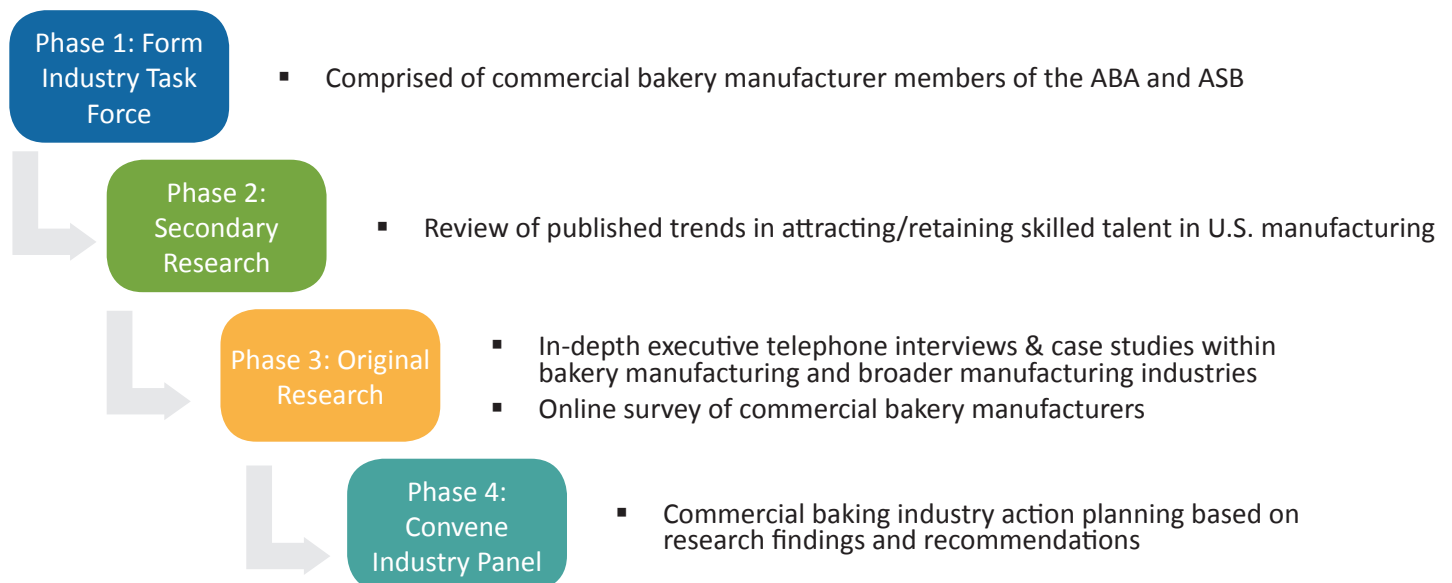 Phase 1: Form
Industry Task
Force
▪ Comprised of commercial bakery manufacturer members of the ABA and ASB
Phase 2:
Secondary
Research
▪ Review of published trends in attracting/retaining skilled talent in U.S. manufacturing
Phase 3: Original
Research
▪ In-depth executive telephone interviews & case studies within
bakery manufacturing and broader manufacturing industries
▪ Online survey of commercial bakery manufacturers
Phase 4:
Convene
Industry Panel
▪ Commercial baking industry action planning based on
research findings and recommendations